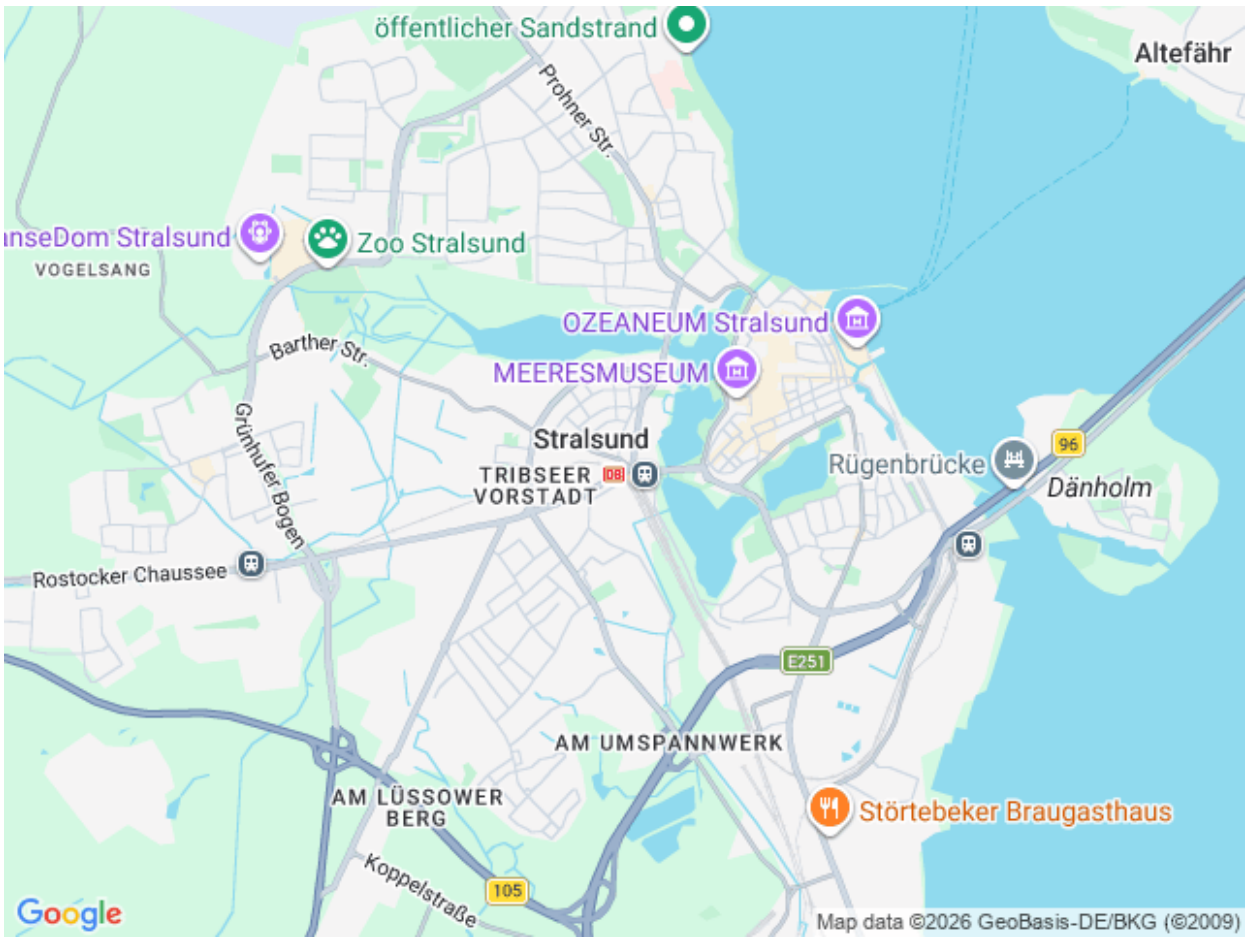 öffentlicher Sandstrand
Altefähr
Prohner Str.
anseDom Stralsund
Zoo Stralsund
VOGELSANG
OZEANEUM Stralsund
Barther Str.
MEERESMUSEUM
Grünhufer Bogen
Stralsund
96
TRIBSEER
VORSTADT
DB
Rügenbrücke
Dänholm
Rostocker Chaussee
E251
AM UMSPANNWERK
AM LÜSSOWER
BERG
Störtebeker Braugasthaus
Koppelstraße
105
Google
Map data ©2026 GeoBasis-DE/BKG (©2009)